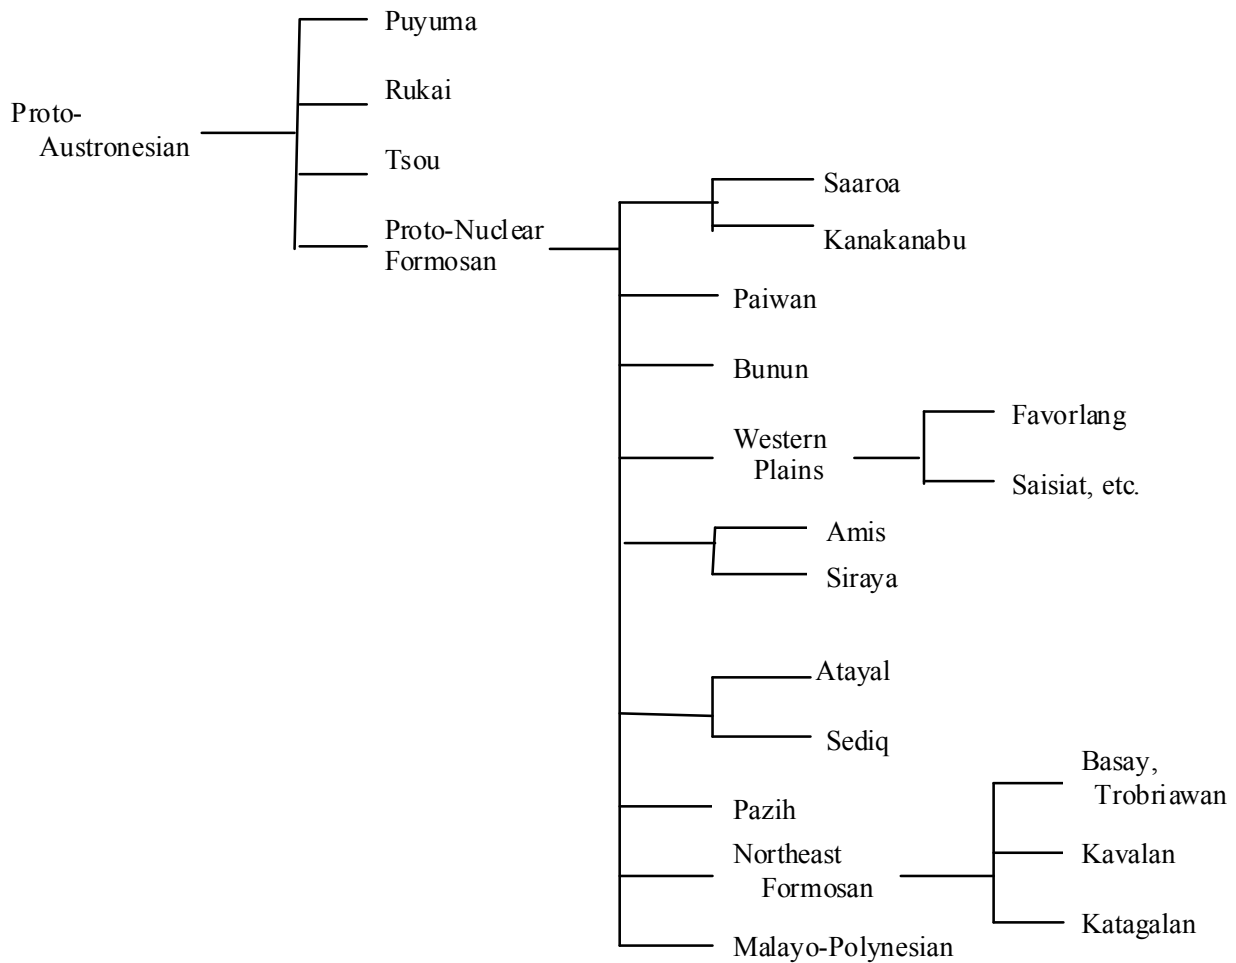 Puyuma
Rukai
Proto-
Austronesian
Tsou
Proto-Nuclear
Formosan
Saaroa
Kanakanabu
Paiwan
Bunun
Western
Plains
Favorlang
Saisiat, etc.
Amis
Siraya
Atayal
Sediq
Pazih
Northeast
Formosan
Basay,
Trobriawan
Kavalan
Katagalan
Malayo-Polynesian